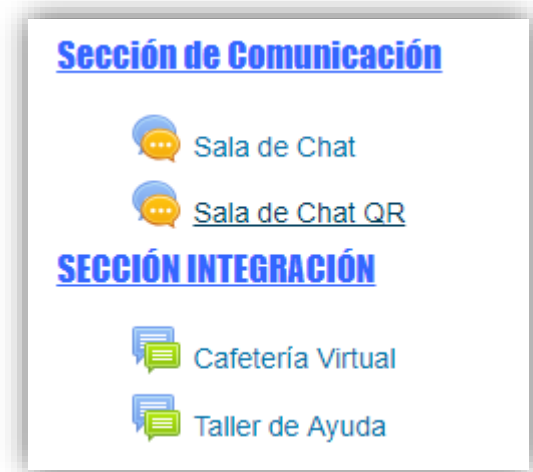 Sección de Comunicación
Sala de Chat
Sala de Chat QR
SECCIÓN INTEGRACIÓN
Cafetería Virtual
Taller de Ayuda